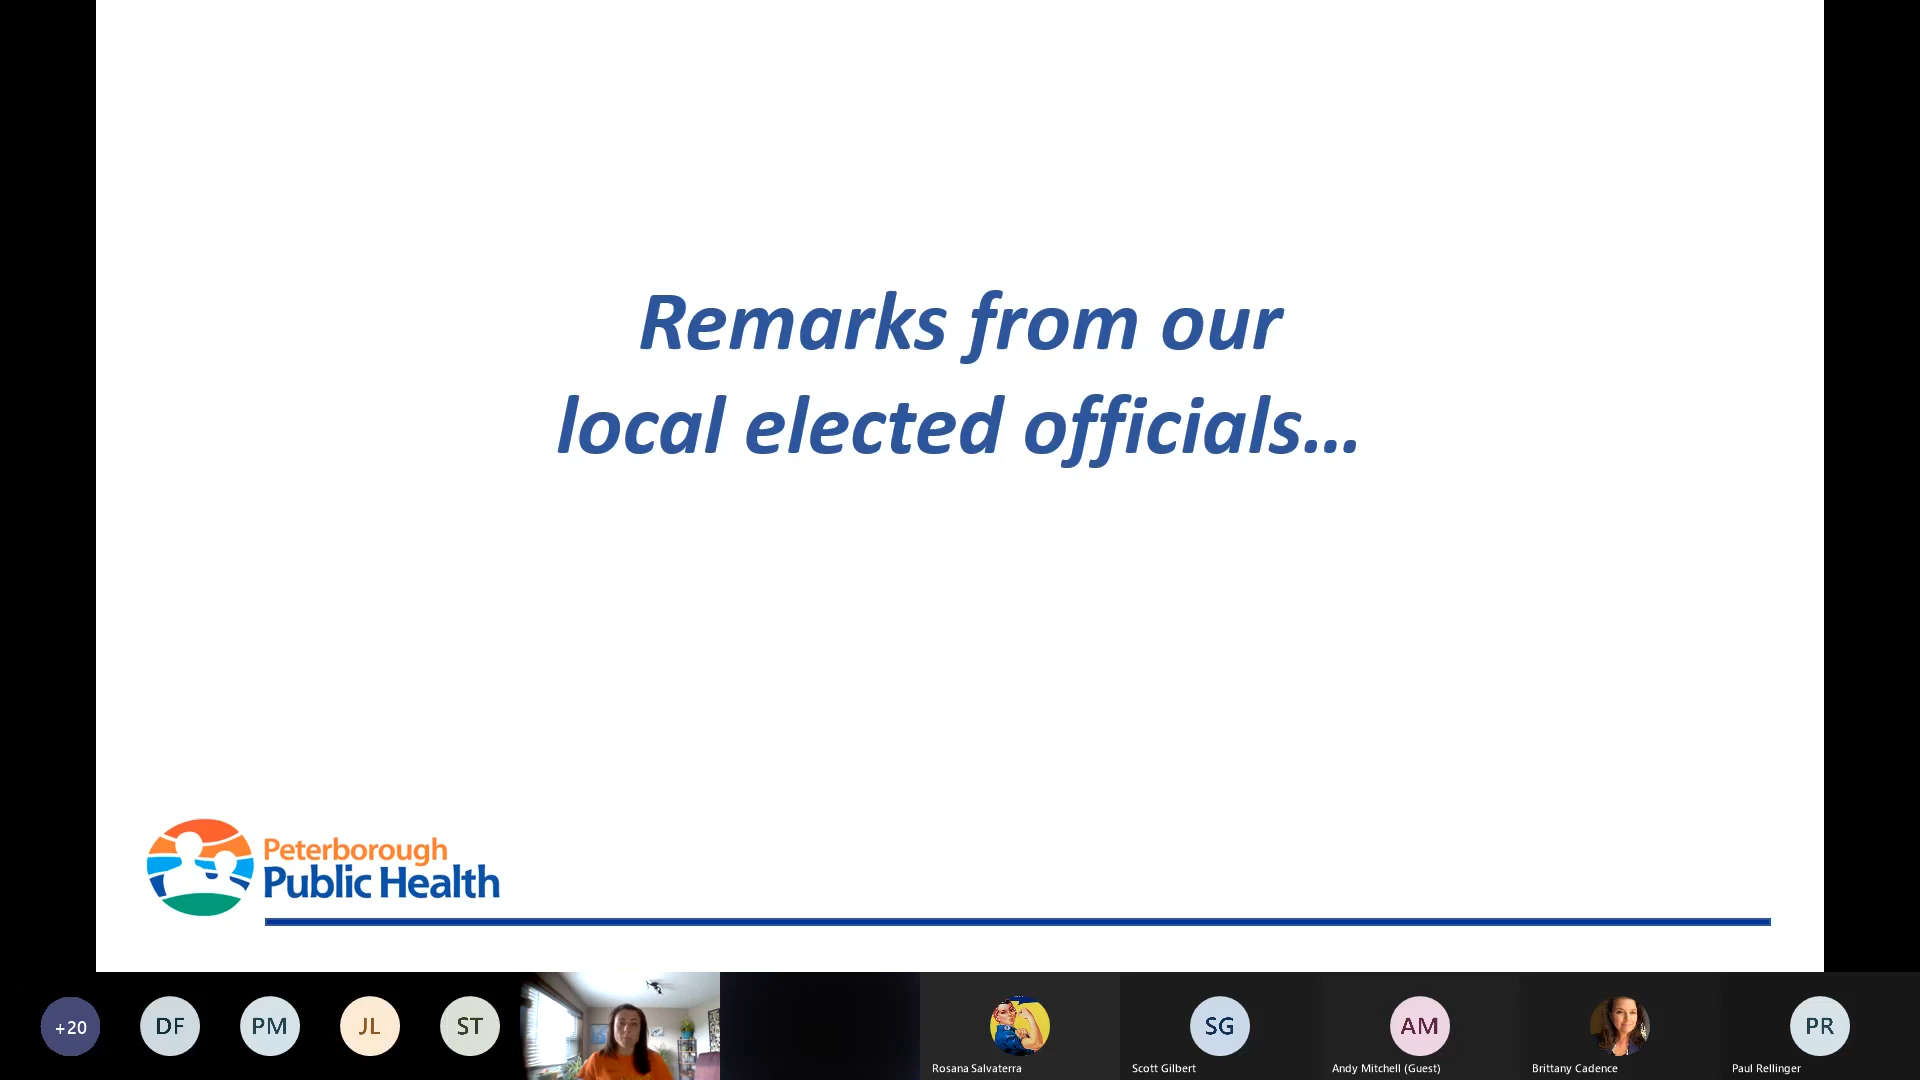 Remarks from our
local elected officials...
Peterborough
Public Health
+20
DF
PM
JL
ST
SG
AM
PR
Rosana Salvaterra
Scott Gilbert
Andy Mitchell (Guest)
Brittany Cadence
Paul Rellinger